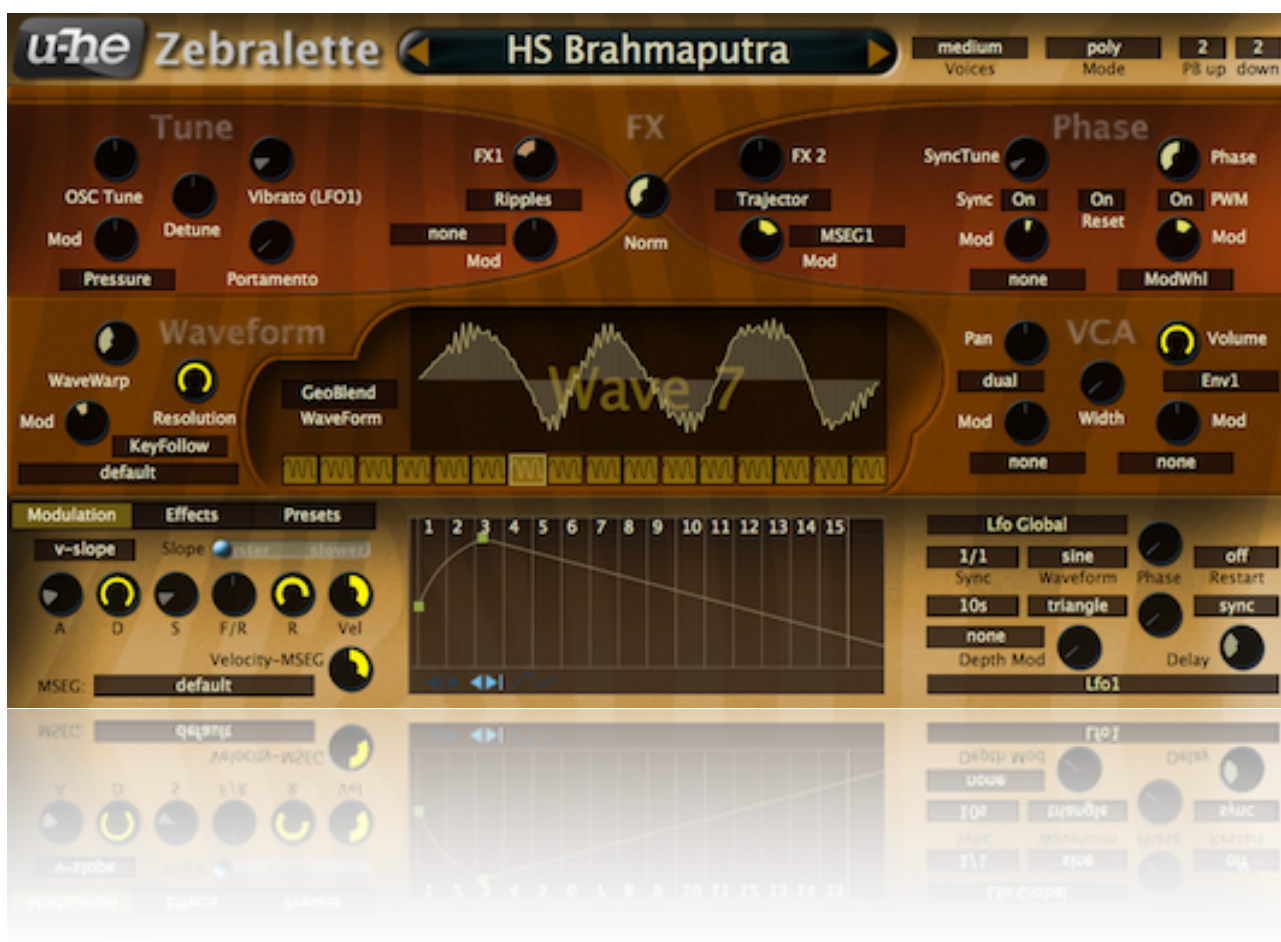 u-he Zebralette HS Brahmaputra medium poly 2 2
Voices Mode PB up down
Tune FX Phase
FX1 FX 2 SyncTune Phase
OSC Tune Vibrato (LFO1) Ripples Trajector Sync On On On PWM
Detune Reset
Mod none Norm MSEG1 Mod Mod
Mod Mod
Pressure Portamento none ModWhl
Waveform Pan VCA Volume
WaveWarp dual Env1
GeoBlend Wave 7
Mod Resolution WaveForm Mod Width Mod
KeyFollow
default none none
Modulation Effects Presets 1 2 3 4 5 6 7 8 9 10 11 12 13 14 15 Lfo Global
v-slope Slope slower 1/1 sine off
Sync Waveform Phase Restart
10s triangle sync
A D S F/R R Vel none
Velocity-MSEG Depth Mod Delay
MSEG: default Lfo1